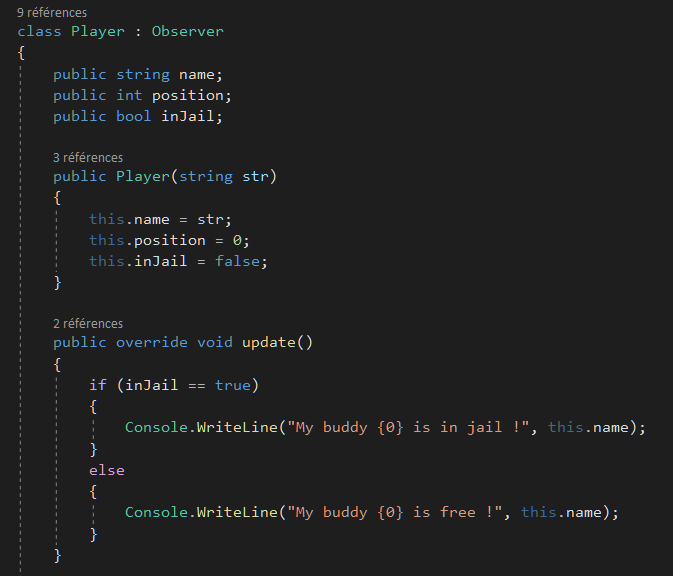 9 références
class Player : Observer
{
public string name;
public int position;
public bool inJail;
3 références
public Player(string str)
{
this.name = str;
this.position = 0;
this.inJail = false;
}
2 références
public override void update()
{
if (inJail == true)
{
Console.WriteLine("My buddy {0} is in jail !", this.name);
}
else
{
Console.WriteLine("My buddy {0} is free !", this.name);
}
}